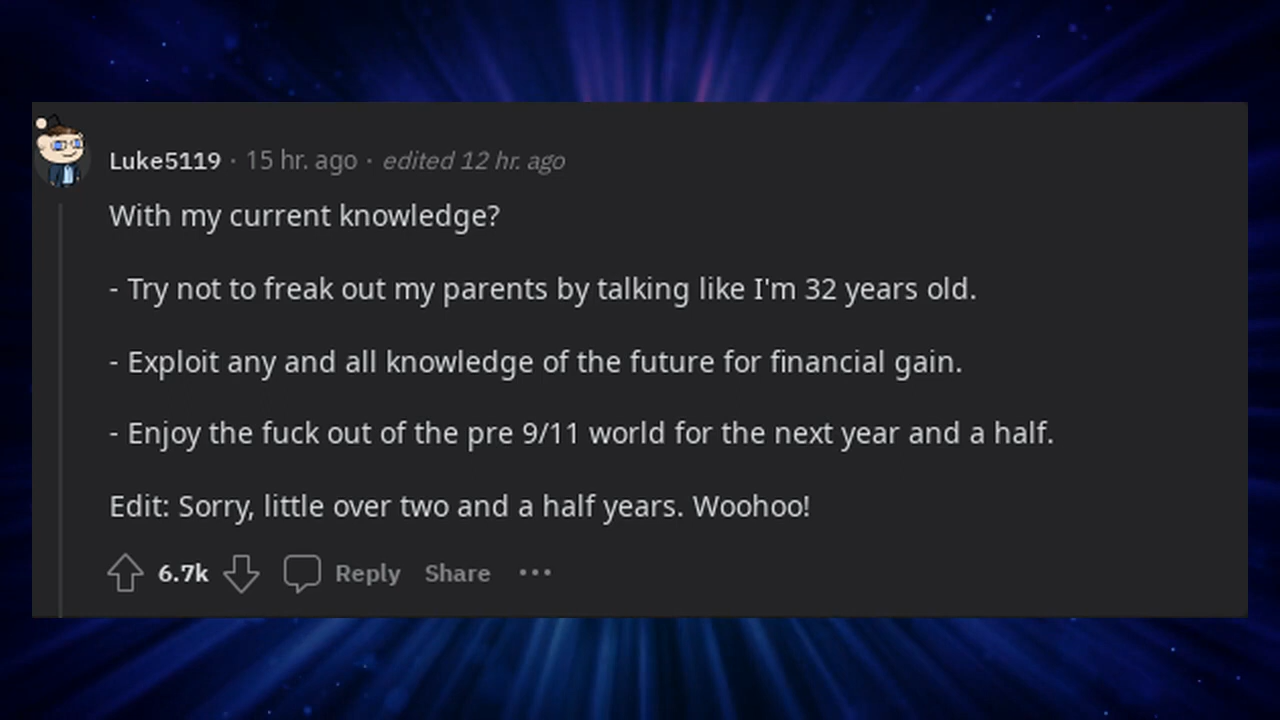 Luke5119 · 15 hr. ago · edited 12 hr. ago
With my current knowledge?
- Try not to freak out my parents by talking like I'm 32 years old.
- Exploit any and all knowledge of the future for financial gain.
- Enjoy the fuck out of the pre 9/11 world for the next year and a half.
Edit: Sorry, little over two and a half years. Woohoo!
6.7k Reply Share ...